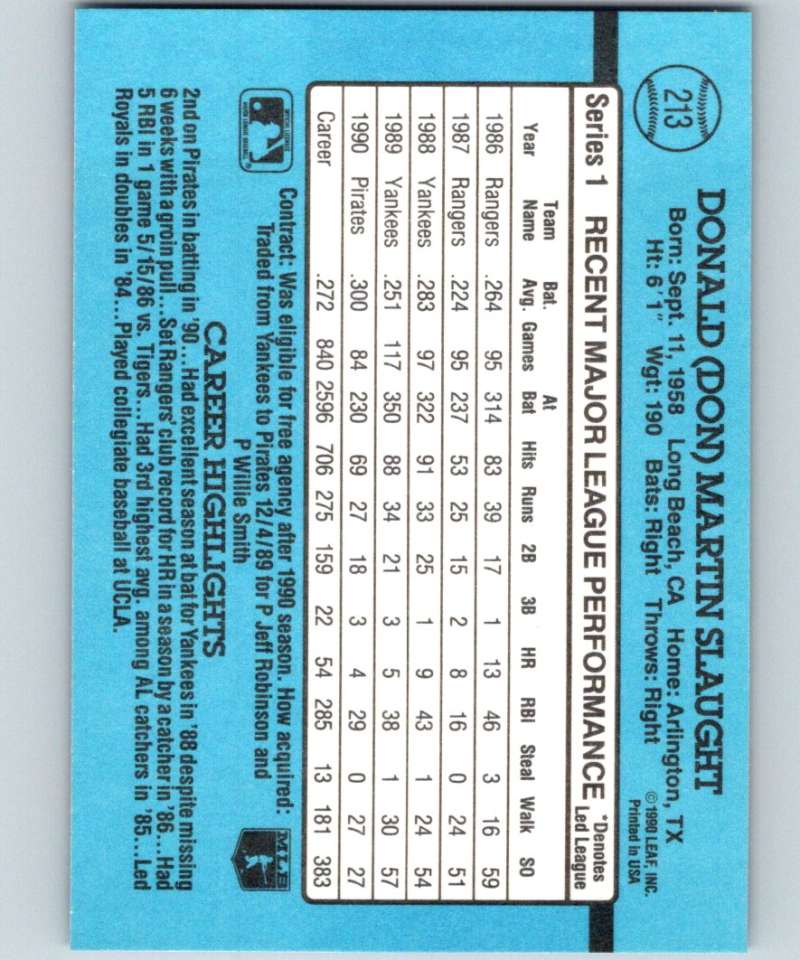 213
DONALD (DON) MARTIN SLAUGHT
Born: Sept. 11, 1958 Long Beach, CA Home: Arlington, TX
Ht: 6' 1" Wgt: 190 Bats: Right Throws: Right
©1990 LEAF, INC.
Printed in USA
Series 1 RECENT MAJOR LEAGUE PERFORMANCE *Denotes Led League
Year Team Name Bat. Avg. Games At Bat Hits Runs 2B 3B HR RBI Steal Walk SO
1986 Rangers .264 95 314 83 39 17 1 13 46 3 16 59
1987 Rangers .224 95 237 53 25 15 2 8 16 0 24 51
1988 Yankees .283 97 322 91 33 25 1 9 43 1 24 54
1989 Yankees .251 117 350 88 34 21 3 5 38 1 30 57
1990 Pirates .300 84 230 69 27 18 3 4 29 0 27 27
Career .272 840 2596 706 275 159 22 54 285 13 181 383
Contract: Was eligible for free agency after 1990 season. How acquired:
Traded from Yankees to Pirates 12/4/89 for P Jeff Robinson and
P Willie Smith
MLB
CAREER HIGHLIGHTS
2nd on Pirates in batting in '90...Had excellent season at bat for Yankees in '88 despite missing
6 weeks with a groin pull...Set Rangers' club record for HR in a season by a catcher in '86...Had
5 RBI in 1 game 5/15/86 vs. Tigers...Had 3rd highest avg. among AL catchers in '85...Led
Royals in doubles in '84...Played collegiate baseball at UCLA.